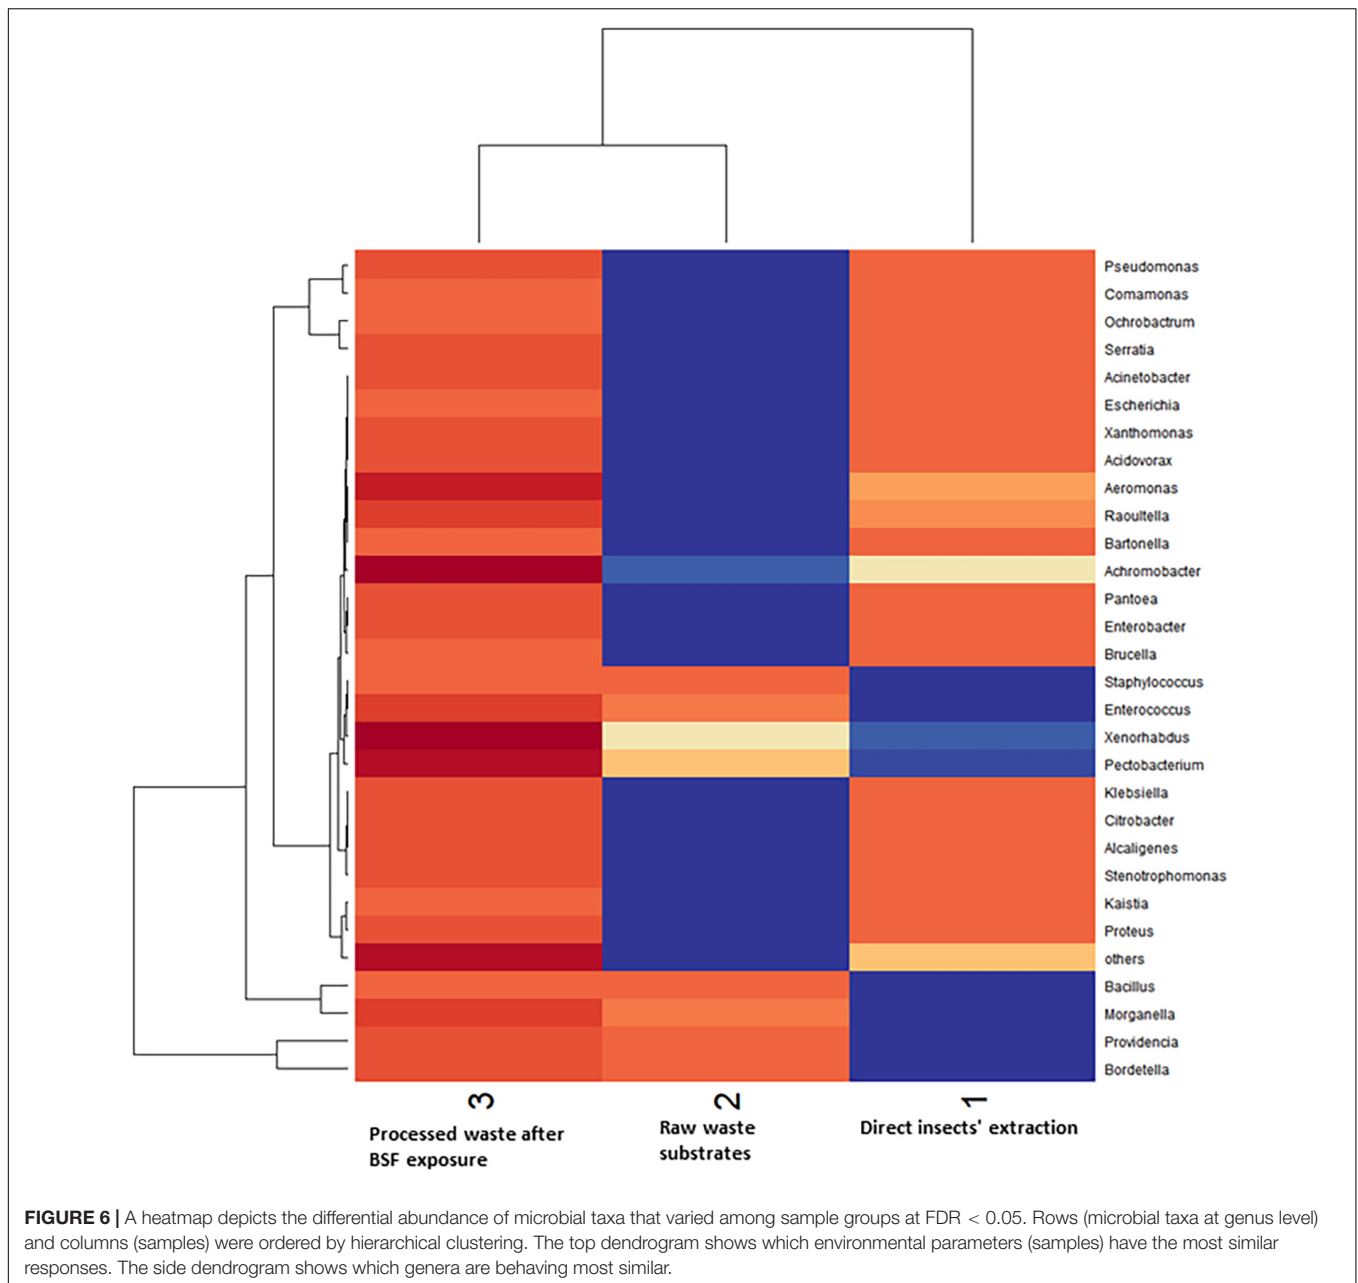 Pseudomonas
Comamonas
Ochrobactrum
Serratia
Acinetobacter
Escherichia
Xanthomonas
Acidovorax
Aeromonas
Raoultella
Bartonella
Achromobacter
Pantoea
Enterobacter
Brucella
Staphylococcus
Enterococcus
Xenorhabdus
Pectobacterium
Klebsiella
Citrobacter
Alcaligenes
Stenotrophomonas
Kaistia
Proteus
others
Bacillus
Morganella
Providencia
Bordetella
3
2
1
Processed waste after
BSF exposure
Raw waste
substrates
Direct insects' extraction
FIGURE 6 | A heatmap depicts the differential abundance of microbial taxa that varied among sample groups at FDR < 0.05. Rows (microbial taxa at genus level)
and columns (samples) were ordered by hierarchical clustering. The top dendrogram shows which environmental parameters (samples) have the most similar
responses. The side dendrogram shows which genera are behaving most similar.